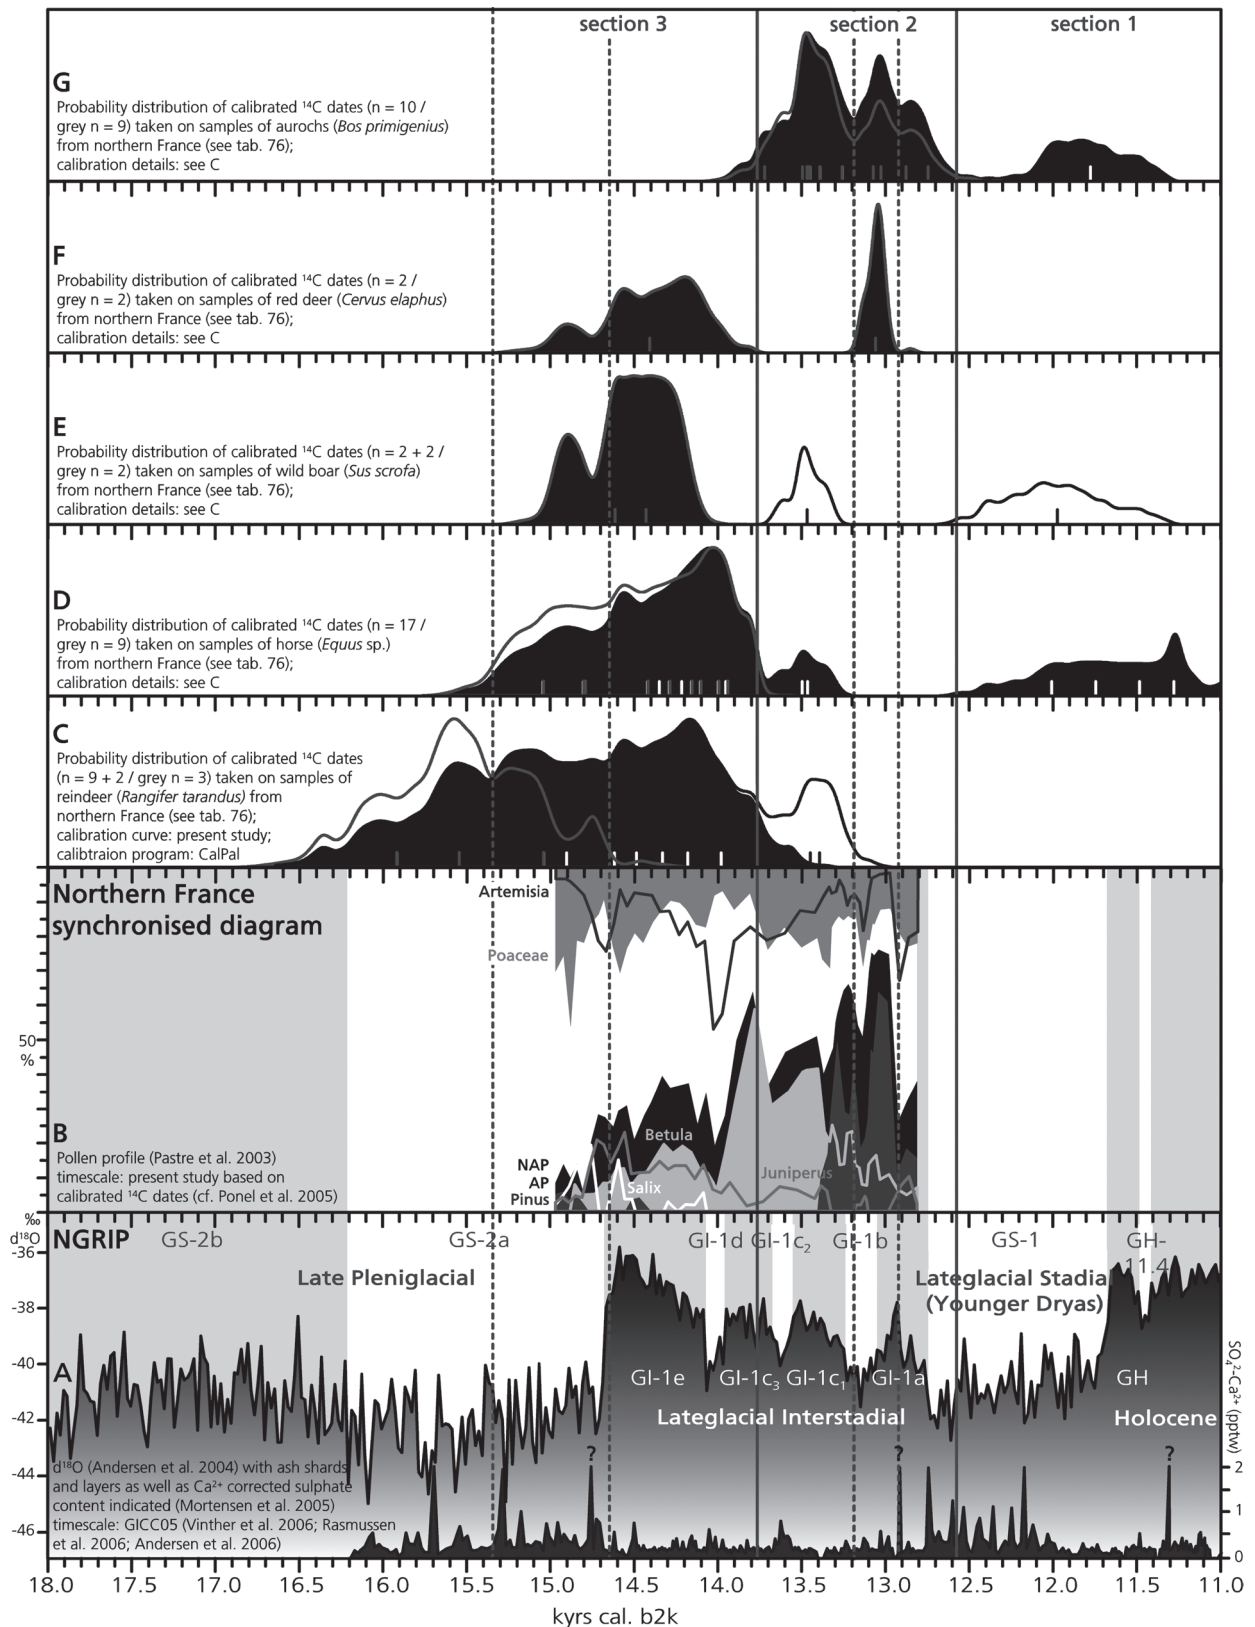 section 3
section 2
section 1
G
Probability distribution of calibrated ¹⁴C dates (n = 10 /
grey n = 9) taken on samples of aurochs (Bos primigenius)
from northern France (see tab. 76);
calibration details: see C
F
Probability distribution of calibrated ¹⁴C dates (n = 2 /
grey n = 2) taken on samples of red deer (Cervus elaphus)
from northern France (see tab. 76);
calibration details: see C
E
Probability distribution of calibrated ¹⁴C dates (n = 2 + 2 /
grey n = 2) taken on samples of wild boar (Sus scrofa)
from northern France (see tab. 76);
calibration details: see C
D
Probability distribution of calibrated ¹⁴C dates (n = 17 /
grey n = 9) taken on samples of horse (Equus sp.)
from northern France (see tab. 76);
calibration details: see C
C
Probability distribution of calibrated ¹⁴C dates
(n = 9 + 2 / grey n = 3) taken on samples of
reindeer (Rangifer tarandus) from
northern France (see tab. 76);
calibration curve: present study;
calibtraion program: CalPal
Northern France
synchronised diagram
Artemisia
Poaceae
50
%
B
Pollen profile (Pastre et al. 2003)
timescale: present study based on
calibrated ¹⁴C dates (cf. Ponel et al. 2005)
Betula
NAP
AP
Pinus
Salix
Juniperus
‰
d¹⁸O
NGRIP
GS-2b
GS-2a
GI-1d
GI-1c₂
GI-1b
GS-1
GH-
11.4
-36
Late Pleniglacial
Lateglacial Stadial
(Younger Dryas)
-38
-40
A
GI-1e
GI-1c₃
GI-1c₁
GI-1a
GH
SO₄²-Ca²⁺ (pptw)
Lateglacial Interstadial
Holocene
-42
?
?
?
-44
2
d¹⁸O (Andersen et al. 2004) with ash shards
and layers as well as Ca²⁺ corrected sulphate
content indicated (Mortensen et al. 2005)
1
timescale: GICC05 (Vinther et al. 2006; Rasmussen
-46
et al. 2006; Andersen et al. 2006)
0
18.0 17.5 17.0 16.5 16.0 15.5 15.0 14.5 14.0 13.5 13.0 12.5 12.0 11.5 11.0
kyrs cal. b2k